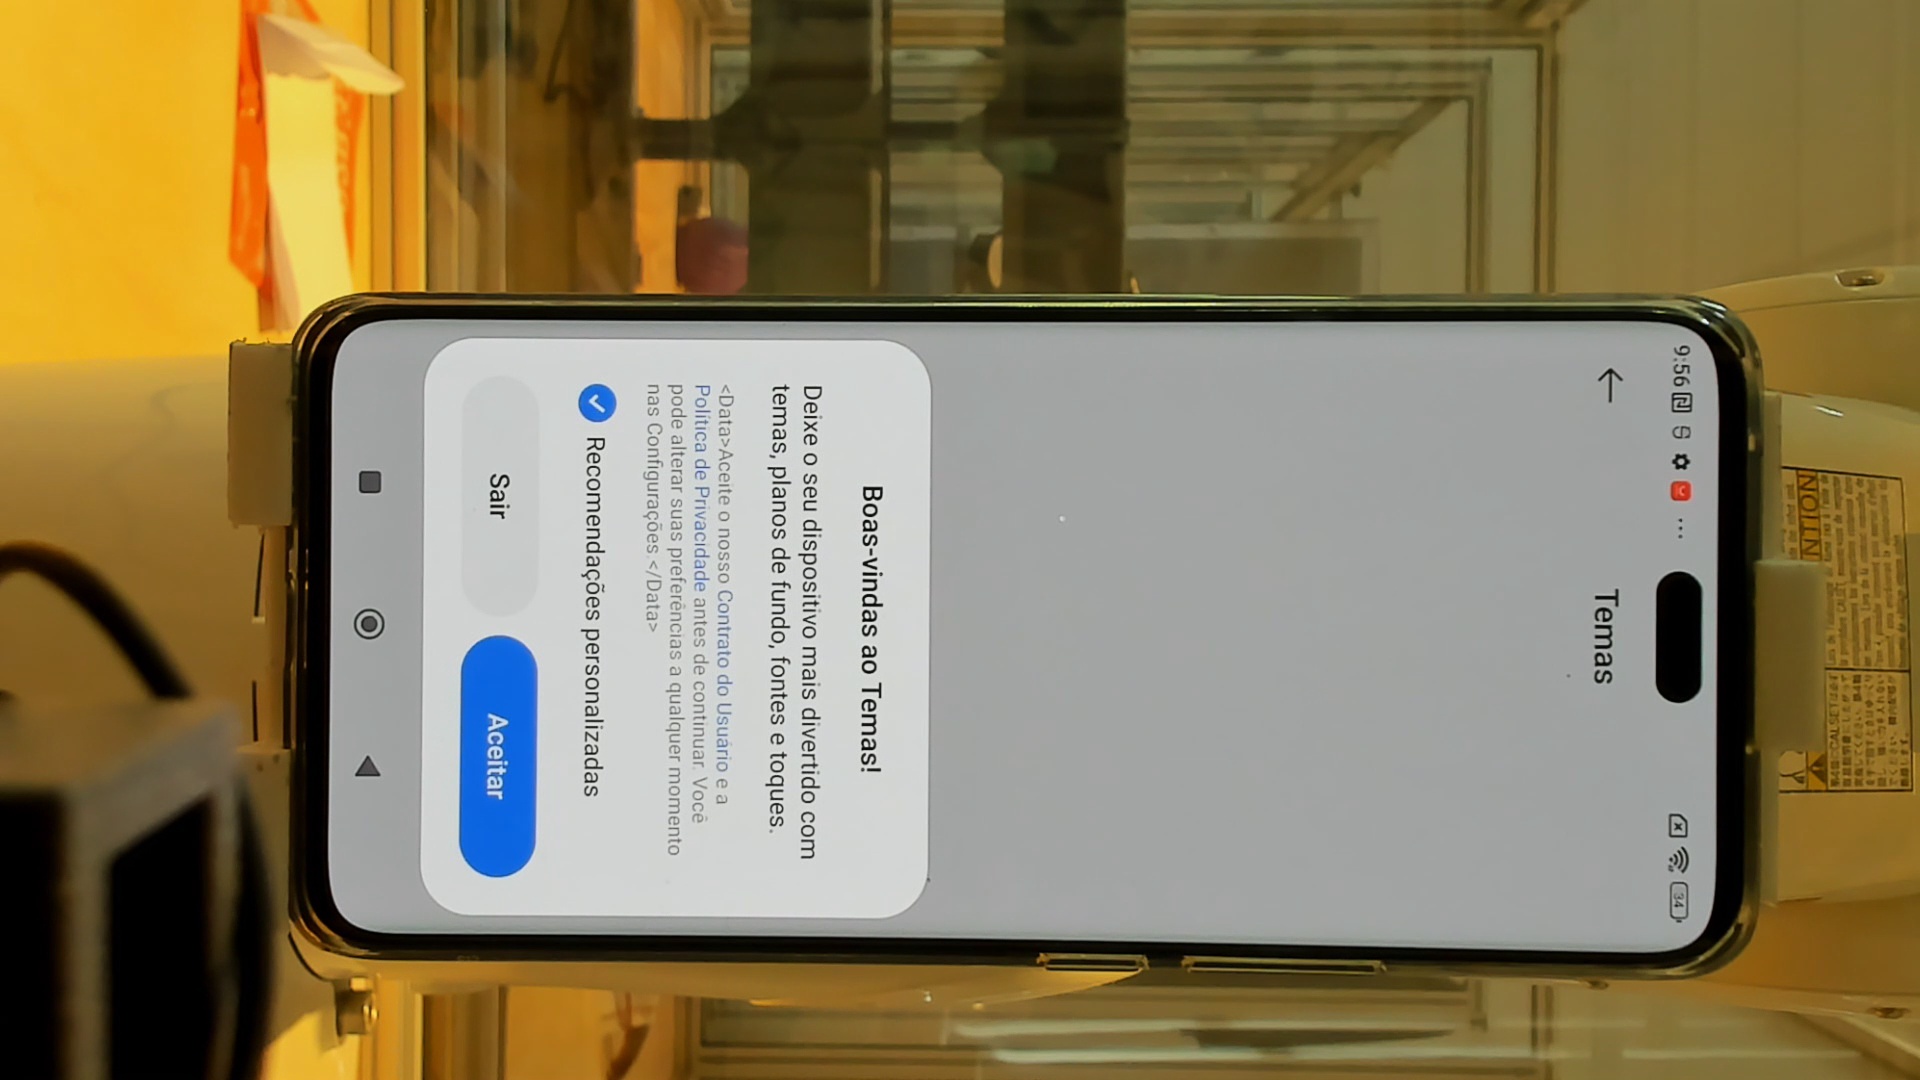 9:56
34
Temas
Boas-vindas ao Temas!
Deixe o seu dispositivo mais divertido com
temas, planos de fundo, fontes e toques.
<Data>Aceite o nosso Contrato do Usuário e a
Política de Privacidade antes de continuar. Você
pode alterar suas preferências a qualquer momento
nas Configurações.</Data>
Recomendações personalizadas
Sair
Aceitar